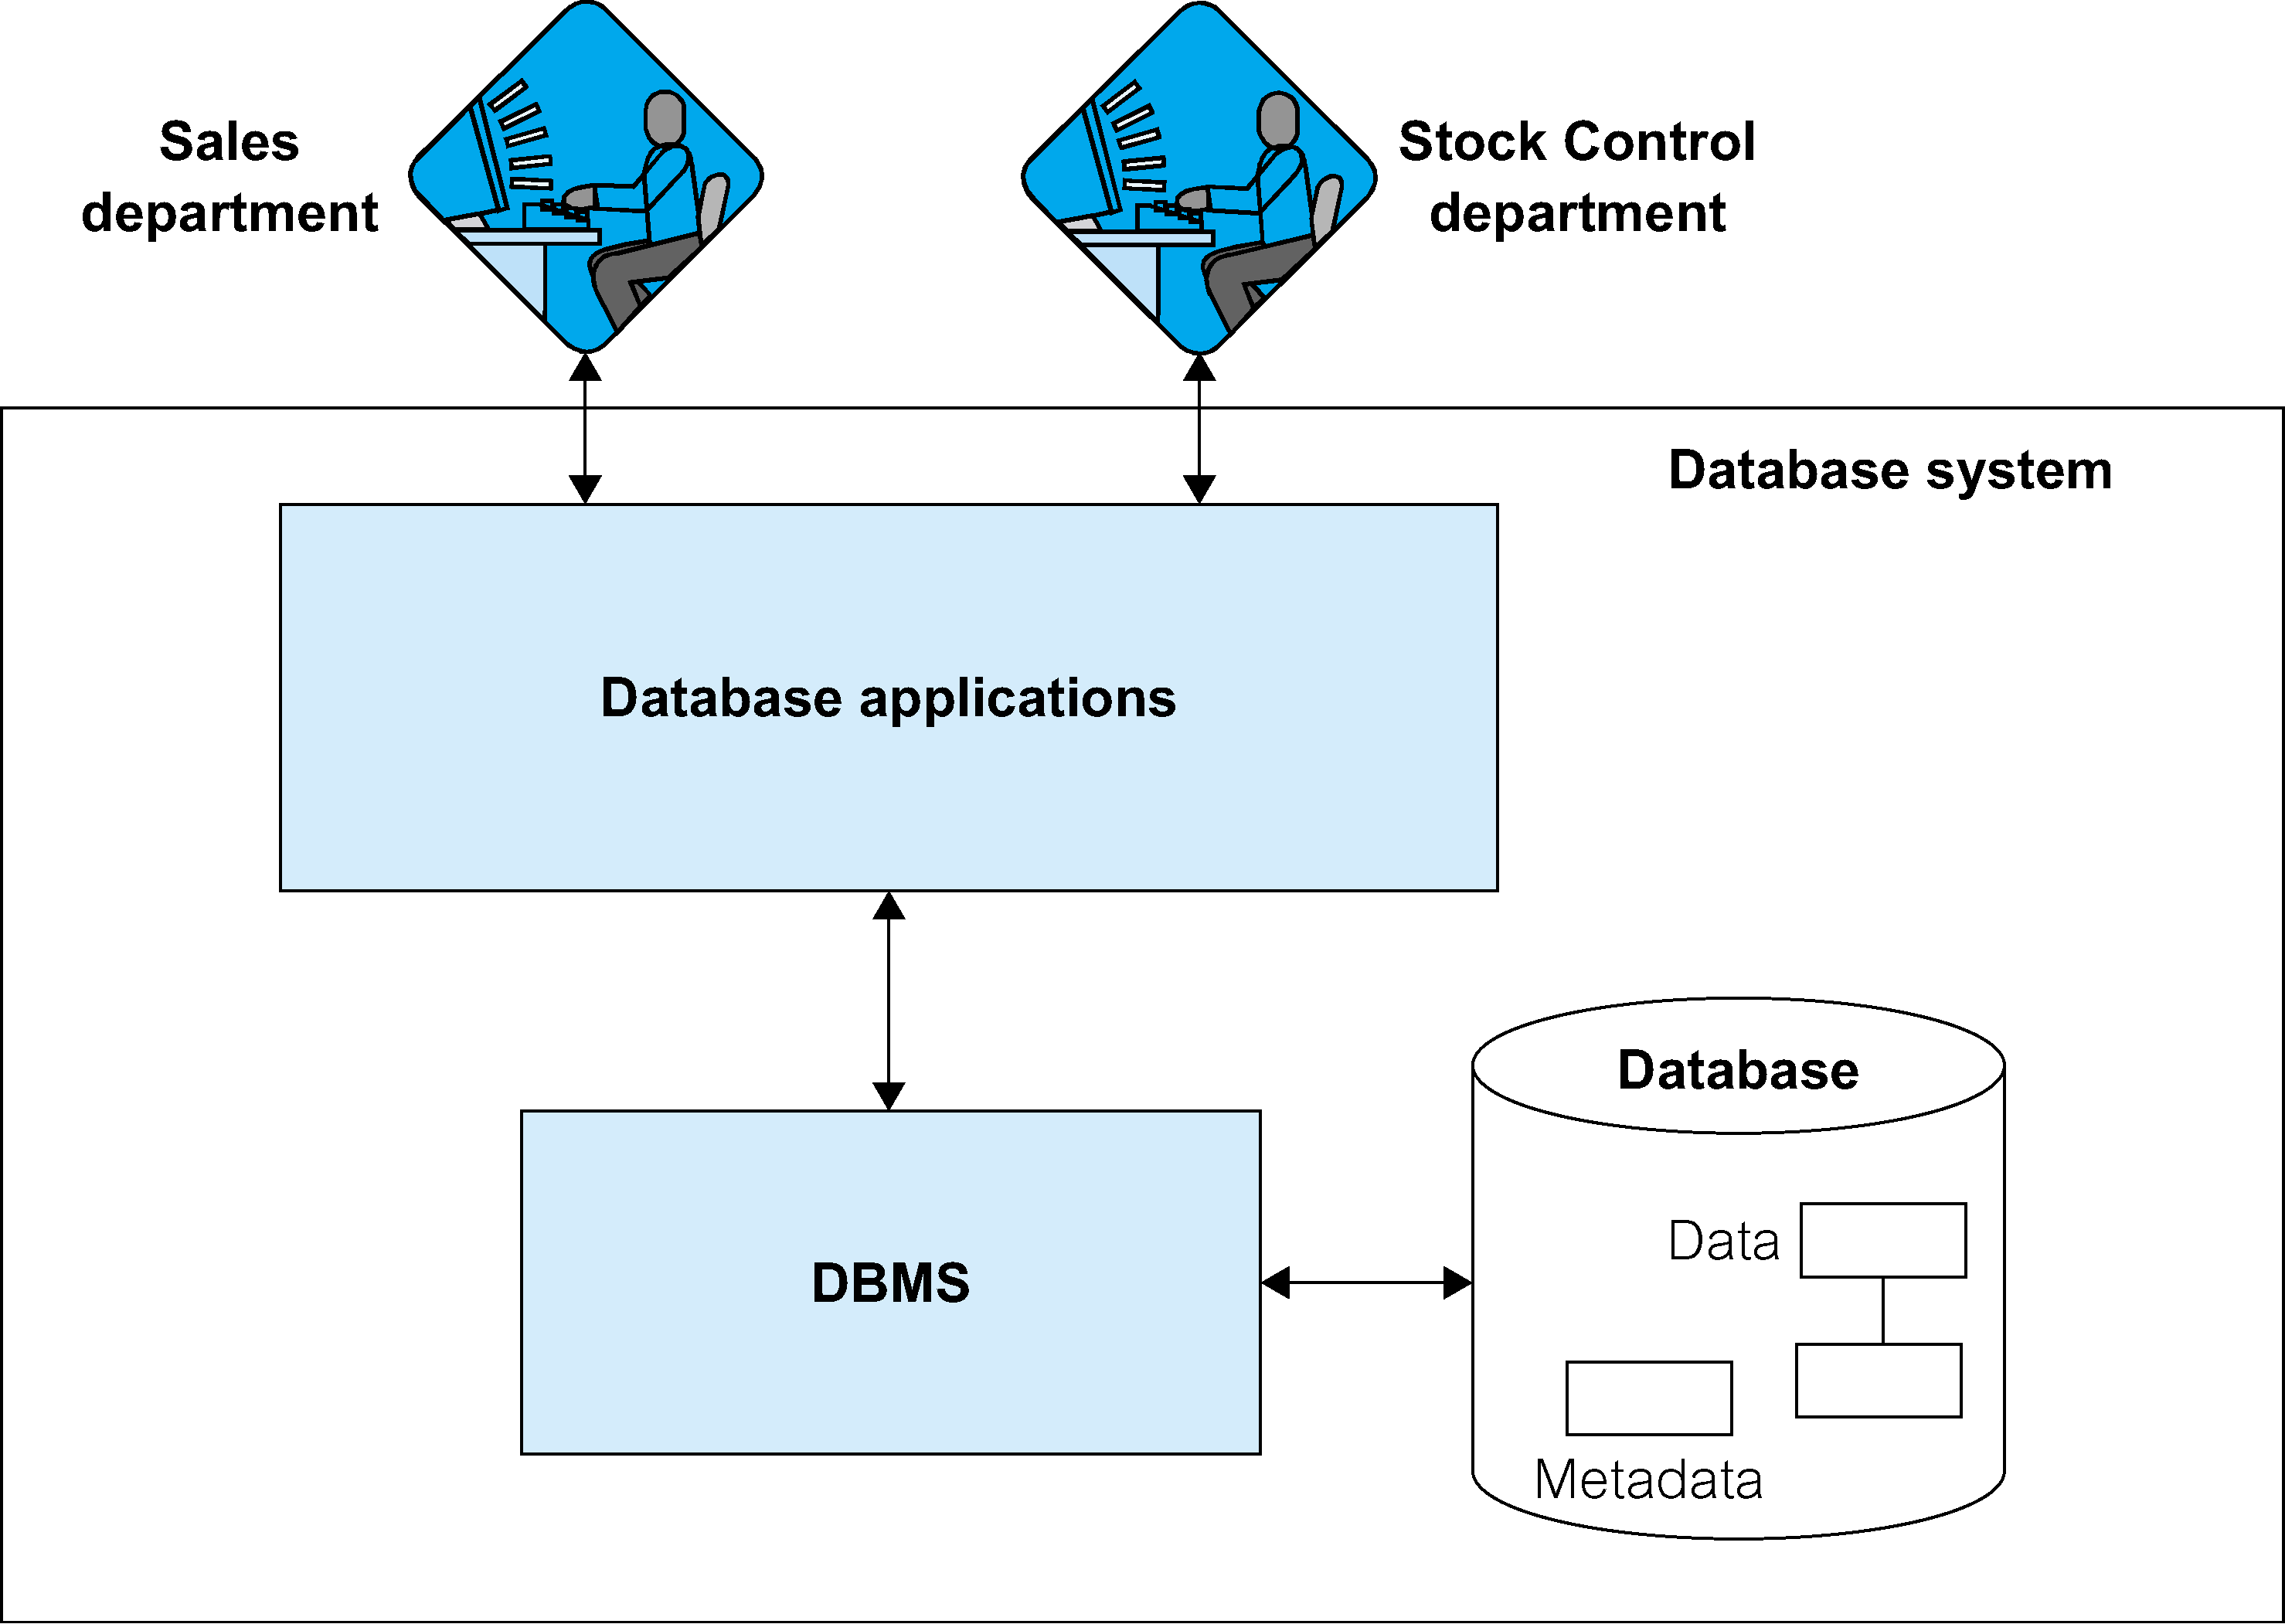 Sales
department
Stock Control
department
Database system
Database applications
DBMS
Database
Data
Metadata